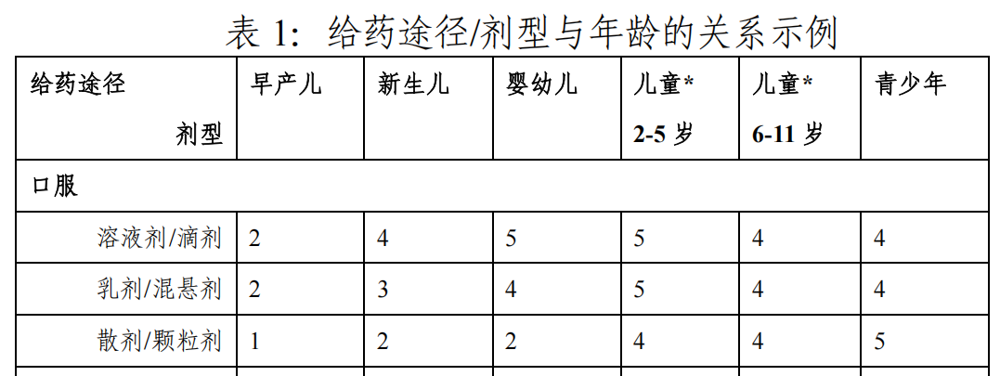 表 1：给药途径/剂型与年龄的关系示例
给药途径 剂型 早产儿 新生儿 婴幼儿 儿童* 2-5 岁 儿童* 6-11 岁 青少年
口服
溶液剂/滴剂 2 4 5 5 4 4
乳剂/混悬剂 2 3 4 5 4 4
散剂/颗粒剂 1 2 2 4 4 5